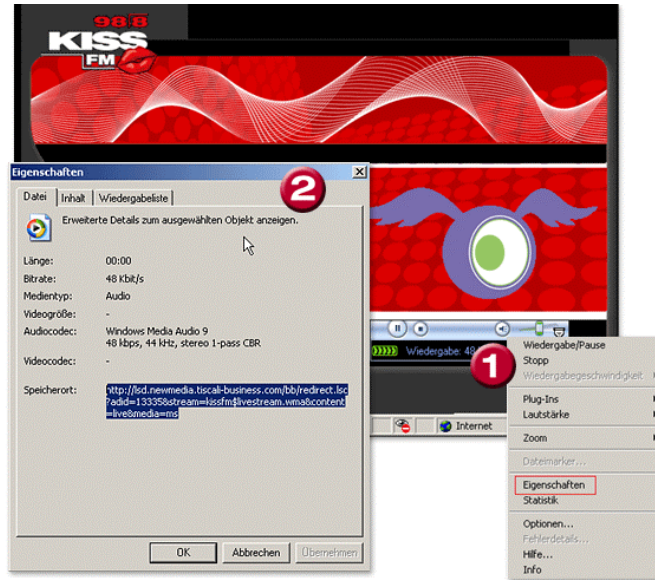 98.8
KISS
FM
Eigenschaften
2
Datei Inhalt Wiedergabeliste
Erweiterte Details zum ausgewählten Objekt anzeigen.
Länge: 00:00
Bitrate: 48 Kbit/s
Medientyp: Audio
Videogröße: -
Audiocodec: Windows Media Audio 9
48 kbps, 44 kHz, stereo 1-pass CBR
Videocodec: -
Speicherort: http://lsd.newmedia.tiscali-business.com/bb/redirect.lsc
?adid=13335&stream=kissfm$livestream.wma&content
=live&media=ms
OK Abbrechen Übernehmen
Wiedergabe: 48
Internet
1
Wiedergabe/Pause
Stopp
Wiedergabegeschwindigkeit
Plug-Ins
Lautstärke
Zoom
Dateimarker...
Eigenschaften
Statistik
Optionen...
Fehlerdetails...
Hilfe...
Info